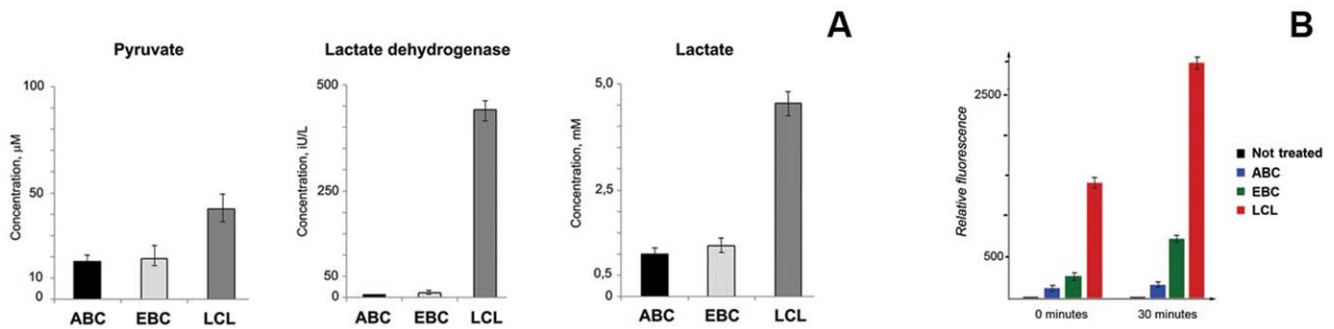 A
B
Pyruvate
Concentration, µM
100
50
10
0
ABC EBC LCL
Lactate dehydrogenase
Concentration, iU/L
500
250
50
0
ABC EBC LCL
Lactate
Concentration, mM
5,0
2,5
0,5
0
ABC EBC LCL
Relative fluorescence
2500
500
0 minutes 30 minutes
Not treated
ABC
EBC
LCL